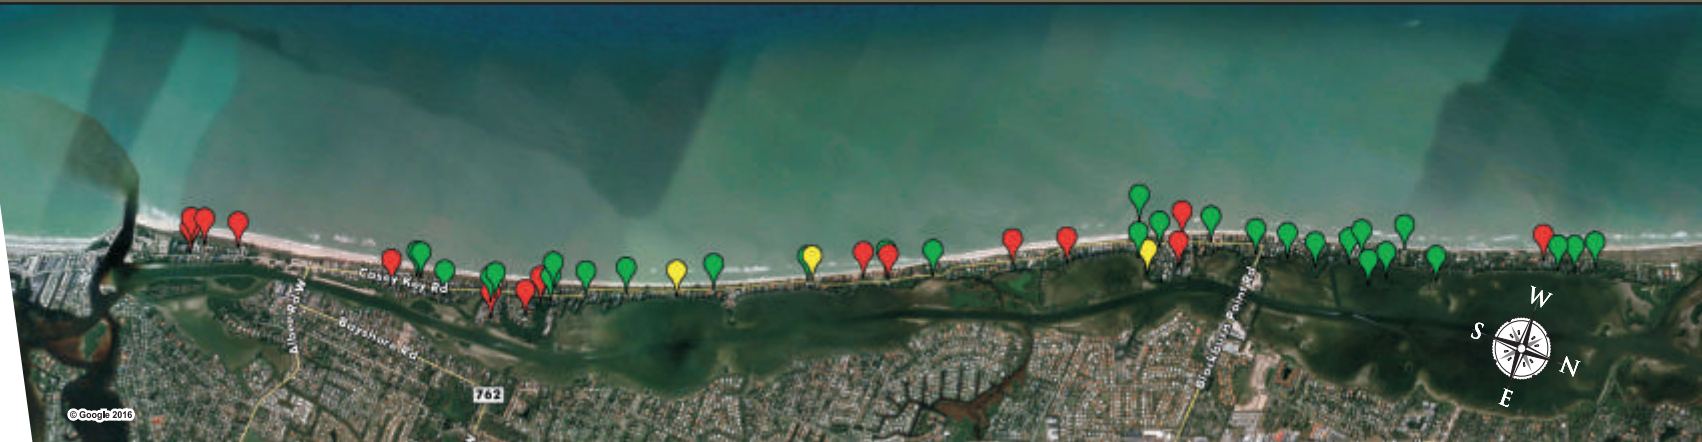 Casey Key Rd
Albee Rd W
Bayshore Rd
Blackburn Point Rd
762
W
S
N
E
© Google 2016